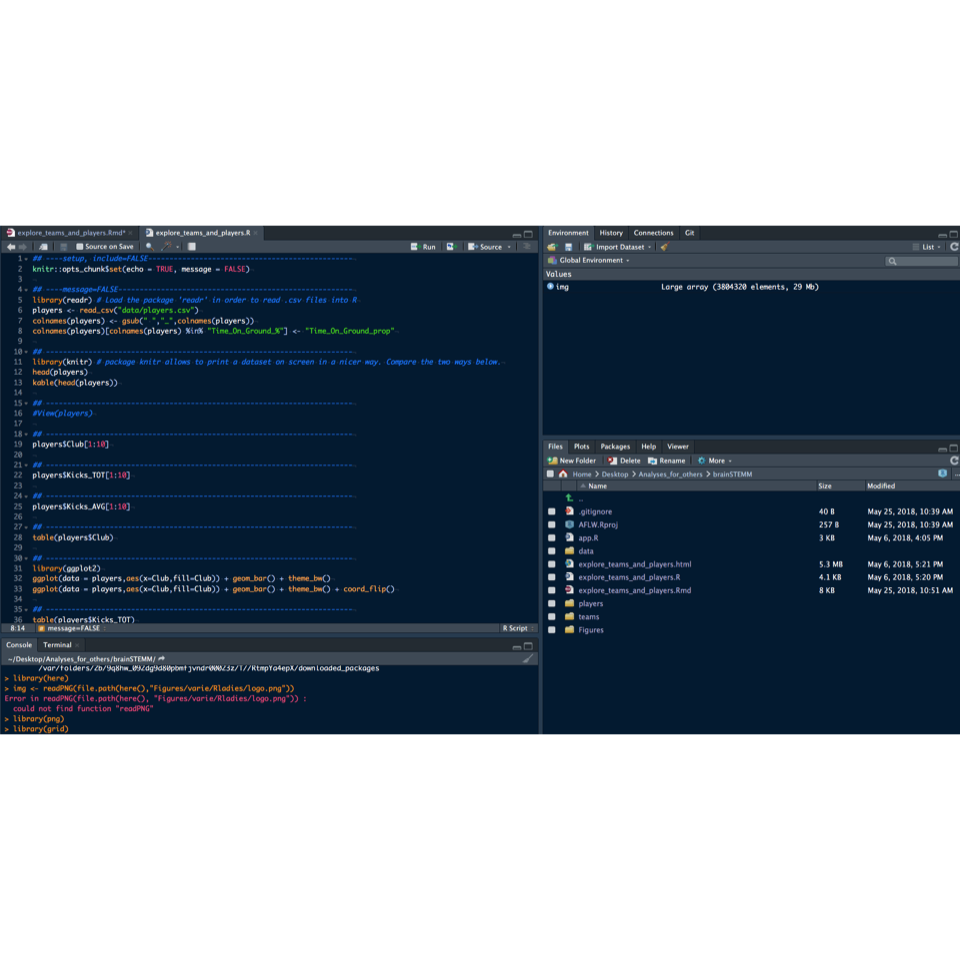 explore_teams_and_players.Rmd* × explore_teams_and_players.R ×
Source on Save Run Source
1 ## ----setup, include=FALSE--------------------------------------------------
2 knitr::opts_chunk$set(echo = TRUE, message = FALSE)
3
4 ## ----message=FALSE---------------------------------------------------------
5 library(readr) # Load the package 'readr' in order to read .csv files into R
6 players <- read_csv("data/players.csv")
7 colnames(players) <- gsub(" ","_",colnames(players))
8 colnames(players)[colnames(players) %in% "Time_On_Ground_%"] <- "Time_On_Ground_prop"
9
10 ## --------------------------------------------------------------------------
11 library(knitr) # package knitr allows to print a dataset on screen in a nicer way. Compare the two ways below.
12 head(players)
13 kable(head(players))
14
15 ## --------------------------------------------------------------------------
16 #View(players)
17
18 ## --------------------------------------------------------------------------
19 players$Club[1:10]
20
21 ## --------------------------------------------------------------------------
22 players$Kicks_TOT[1:10]
23
24 ## --------------------------------------------------------------------------
25 players$Kicks_AVG[1:10]
26
27 ## --------------------------------------------------------------------------
28 table(players$Club)
29
30 ## --------------------------------------------------------------------------
31 library(ggplot2)
32 ggplot(data = players,aes(x=Club,fill=Club)) + geom_bar() + theme_bw()
33 ggplot(data = players,aes(x=Club,fill=Club)) + geom_bar() + theme_bw() + coord_flip()
34
35 ## --------------------------------------------------------------------------
36 table(players$Kicks_TOT)
8:14 message=FALSE R Script
Console Terminal ×
~/Desktop/Analyses_for_others/brainSTEMM/
> library(here)
> img <- readPNG(file.path(here(),"Figures/varie/Rladies/logo.png"))
Error in readPNG(file.path(here(), "Figures/varie/Rladies/logo.png")) :
could not find function "readPNG"
> library(png)
> library(grid)
Environment History Connections Git
Import Dataset List
Global Environment
Values
img Large array (3804320 elements, 29 Mb)
Files Plots Packages Help Viewer
New Folder Delete Rename More
Home > Desktop > Analyses_for_others > brainSTEMM
Name Size Modified
..
.gitignore 40 B May 25, 2018, 10:39 AM
AFLW.Rproj 257 B May 25, 2018, 10:39 AM
app.R 3 KB May 6, 2018, 4:05 PM
data
explore_teams_and_players.html 5.3 MB May 6, 2018, 5:21 PM
explore_teams_and_players.R 4.1 KB May 6, 2018, 5:20 PM
explore_teams_and_players.Rmd 8 KB May 25, 2018, 10:51 AM
players
teams
Figures